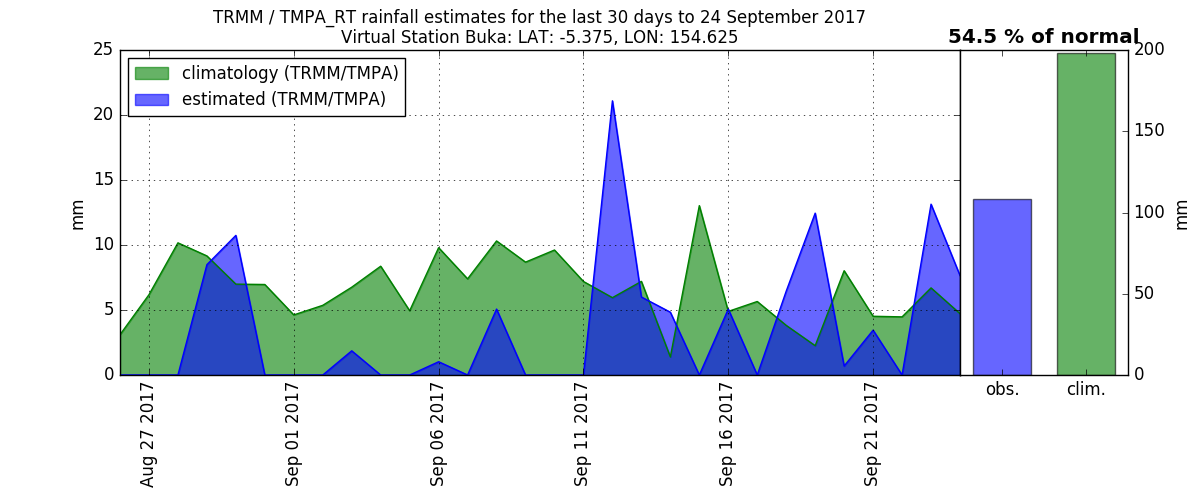 TRMM / TMPA_RT rainfall estimates for the last 30 days to 24 September 2017
Virtual Station Buka: LAT: -5.375, LON: 154.625
54.5 % of normal
climatology (TRMM/TMPA)
estimated (TRMM/TMPA)
25
20
15
10
5
0
mm
200
150
100
50
0
mm
Aug 27 2017
Sep 01 2017
Sep 06 2017
Sep 11 2017
Sep 16 2017
Sep 21 2017
obs.
clim.